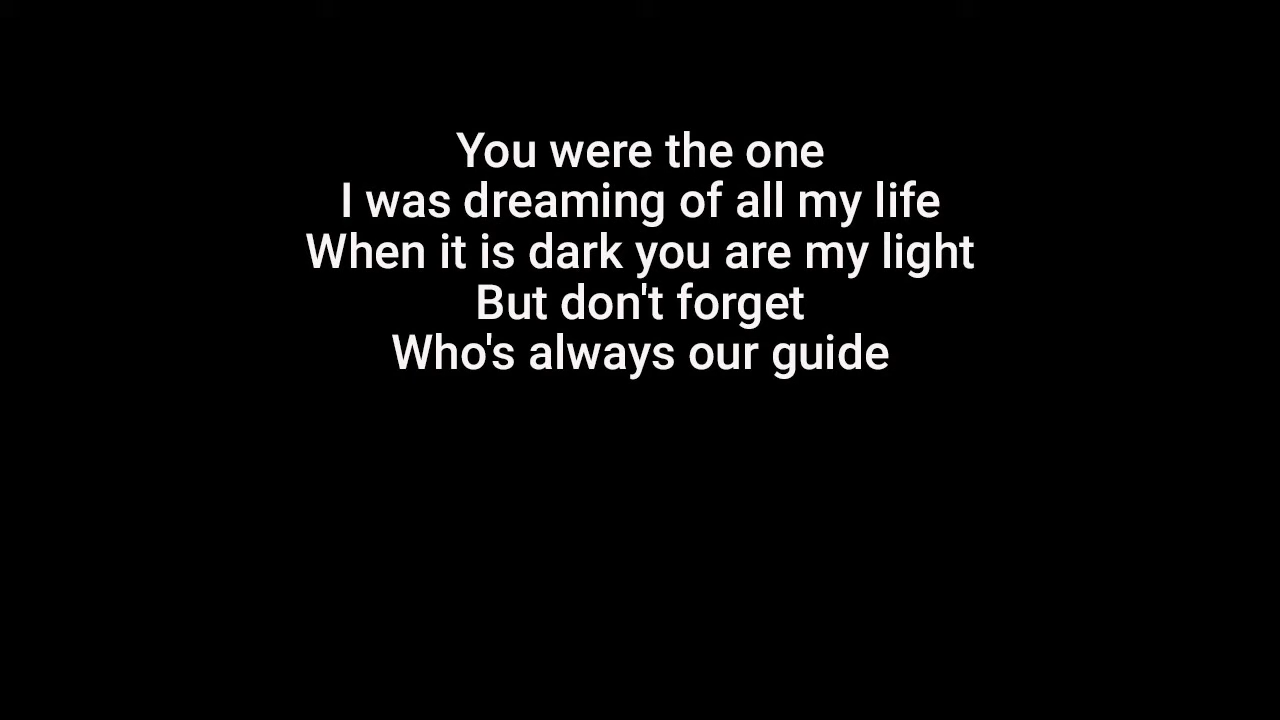 You were the one
I was dreaming of all my life
When it is dark you are my light
But don't forget
Who's always our guide